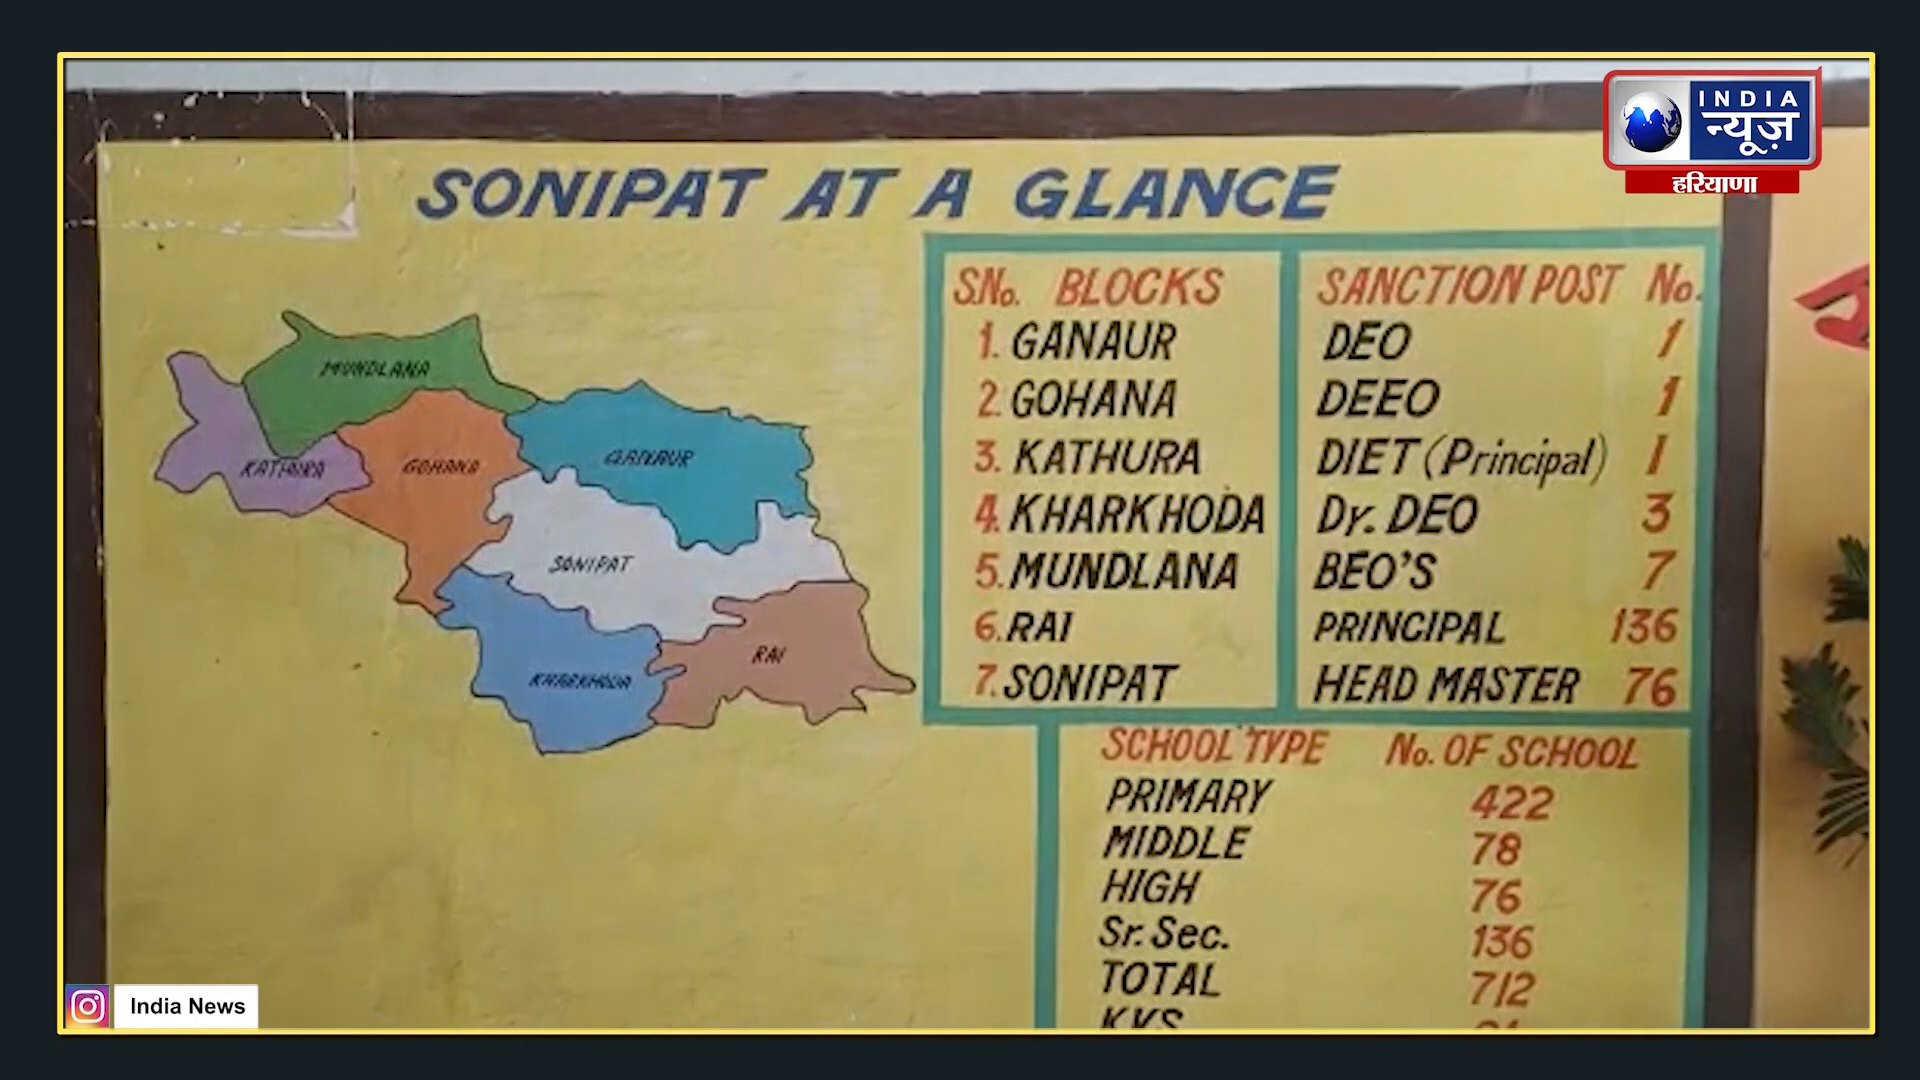 INDIA
न्यूज़
हरियाणा
SONIPAT AT A GLANCE
S.No. BLOCKS
1. GANAUR
2. GOHANA
3. KATHURA
4. KHARKHODA
5. MUNDLANA
6. RAI
7. SONIPAT
SANCTION POST No.
DEO 1
DEEO 1
DIET (Principal) 1
Dy. DEO 3
BEO'S 7
PRINCIPAL 136
HEAD MASTER 76
MUNDLANA
KATHURA
GOHANA
GANAUR
SONIPAT
RAI
KHARKHODA
SCHOOL TYPE No. OF SCHOOL
PRIMARY 422
MIDDLE 78
HIGH 76
Sr. Sec. 136
TOTAL 712
India News